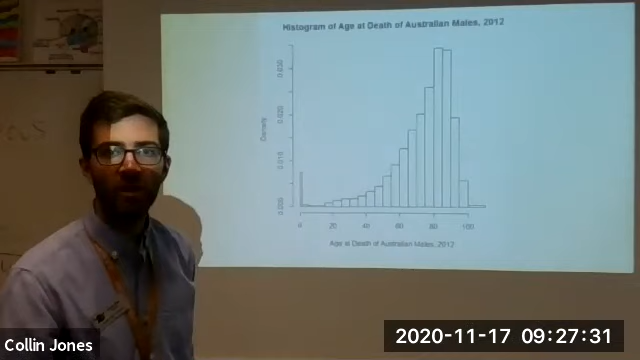 Histogram of Age at Death of Australian Males, 2012
Density
0.030
0.020
0.010
0.000
0 20 40 60 80 100
Age at Death of Australian Males, 2012
Collin Jones
2020-11-17 09:27:31